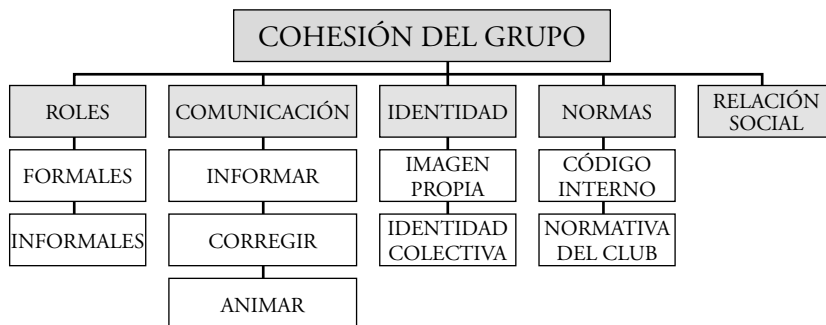 COHESIÓN DEL GRUPO
ROLES
COMUNICACIÓN
IDENTIDAD
NORMAS
RELACIÓN
SOCIAL
FORMALES
INFORMAR
IMAGEN
PROPIA
CÓDIGO
INTERNO
INFORMALES
CORREGIR
IDENTIDAD
COLECTIVA
NORMATIVA
DEL CLUB
ANIMAR